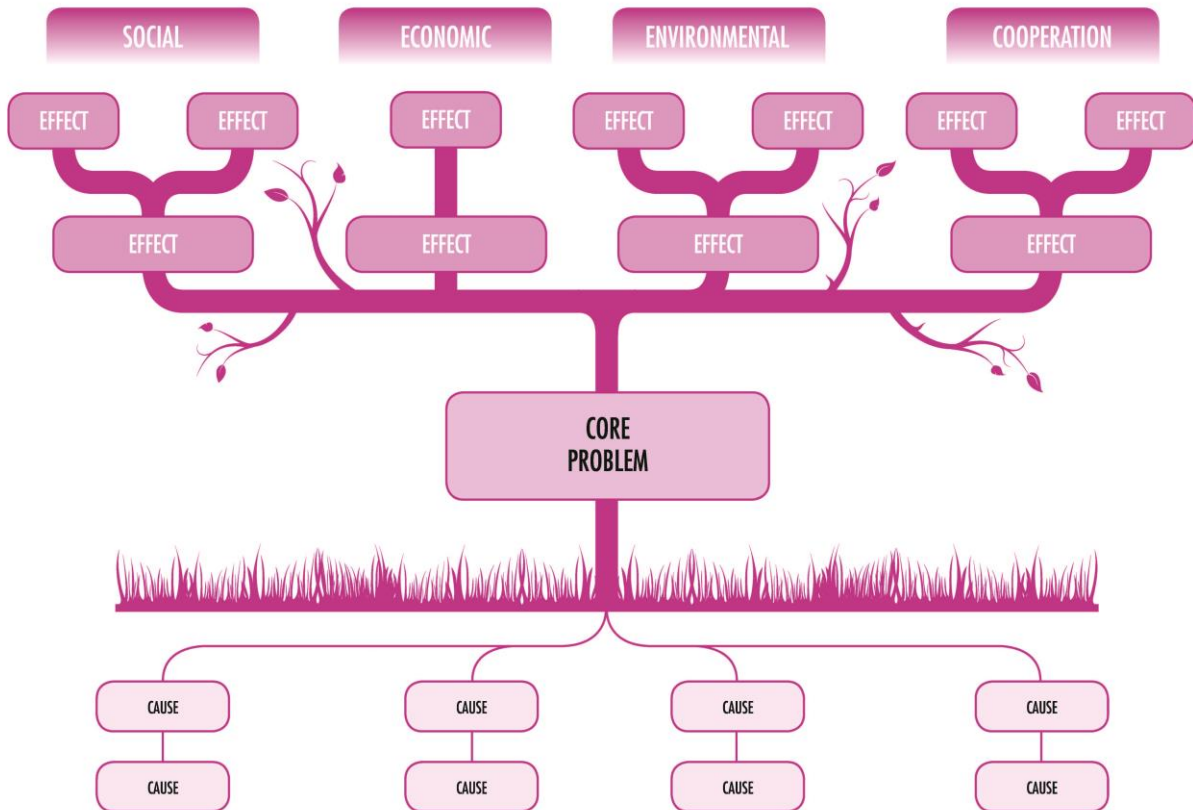 SOCIAL
ECONOMIC
ENVIRONMENTAL
COOPERATION
EFFECT
EFFECT
EFFECT
EFFECT
EFFECT
EFFECT
EFFECT
EFFECT
EFFECT
EFFECT
EFFECT
CORE
PROBLEM
CAUSE
CAUSE
CAUSE
CAUSE
CAUSE
CAUSE
CAUSE
CAUSE